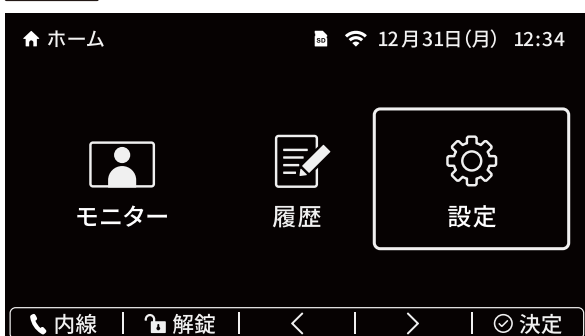 ホーム SD 12月31日(月) 12:34
モニター 履歴 設定
内線 解錠 〈 〉 決定